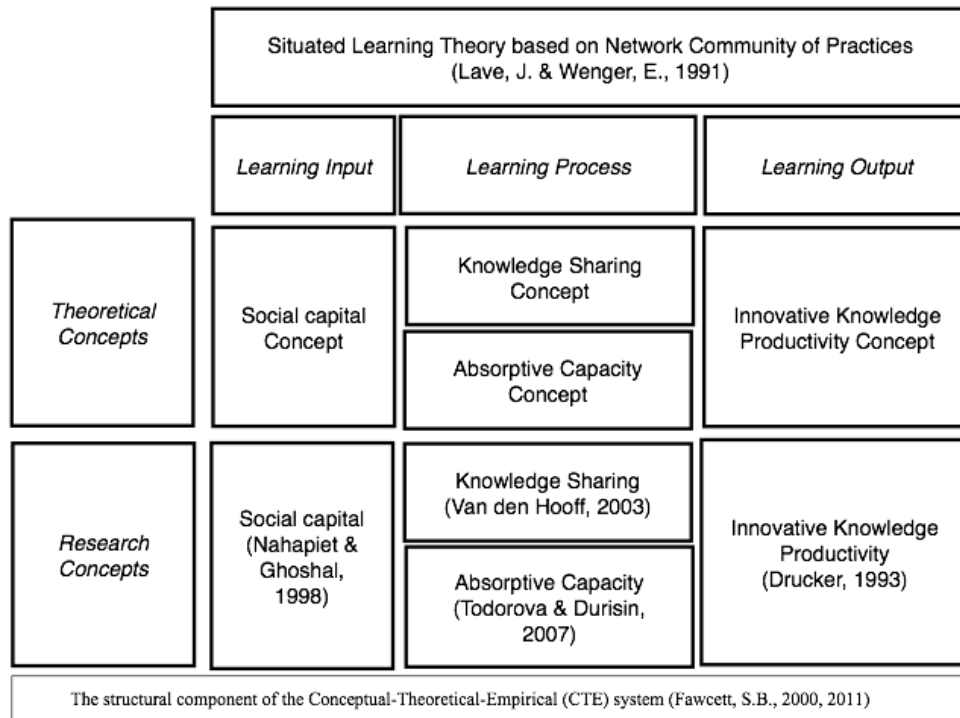 Situated Learning Theory based on Network Community of Practices
(Lave, J. & Wenger, E., 1991)
Learning Input
Learning Process
Learning Output
Theoretical
Concepts
Social capital
Concept
Knowledge Sharing
Concept
Absorptive Capacity
Concept
Innovative Knowledge
Productivity Concept
Research
Concepts
Social capital
(Nahapiet &
Ghoshal,
1998)
Knowledge Sharing
(Van den Hooff, 2003)
Absorptive Capacity
(Todorova & Durisin,
2007)
Innovative Knowledge
Productivity
(Drucker, 1993)
The structural component of the Conceptual-Theoretical-Empirical (CTE) system (Fawcett, S.B., 2000, 2011)